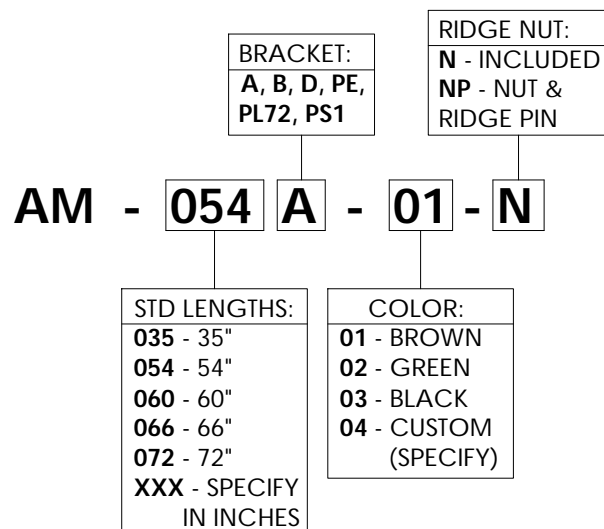 BRACKET:
A, B, D, PE,
PL72, PS1
RIDGE NUT:
N - INCLUDED
NP - NUT &
RIDGE PIN
AM - 054 A - 01 - N
STD LENGTHS:
035 - 35"
054 - 54"
060 - 60"
066 - 66"
072 - 72"
XXX - SPECIFY
IN INCHES
COLOR:
01 - BROWN
02 - GREEN
03 - BLACK
04 - CUSTOM
(SPECIFY)